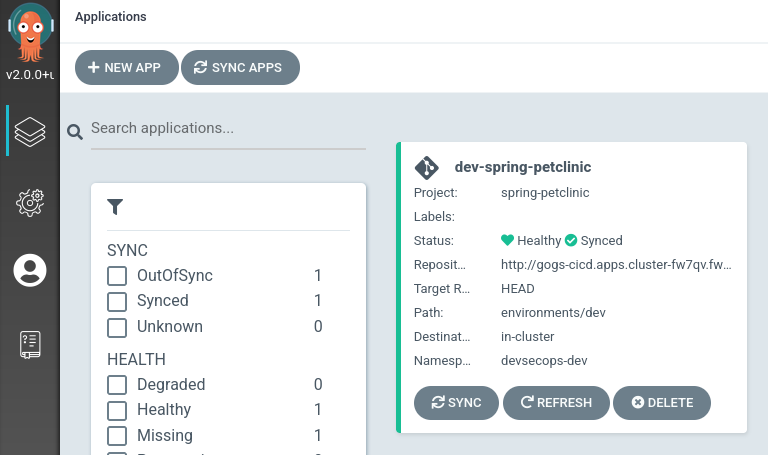 Applications
v2.0.0+
NEW APP
SYNC APPS
Search applications...
SYNC
OutOfSync 1
Synced 1
Unknown 0
HEALTH
Degraded 0
Healthy 1
Missing 1
dev-spring-petclinic
Project: spring-petclinic
Labels:
Status: Healthy Synced
Reposit... http://gogs-cicd.apps.cluster-fw7qv.fw...
Target R... HEAD
Path: environments/dev
Destinat... in-cluster
Namesp... devsecops-dev
SYNC
REFRESH
DELETE